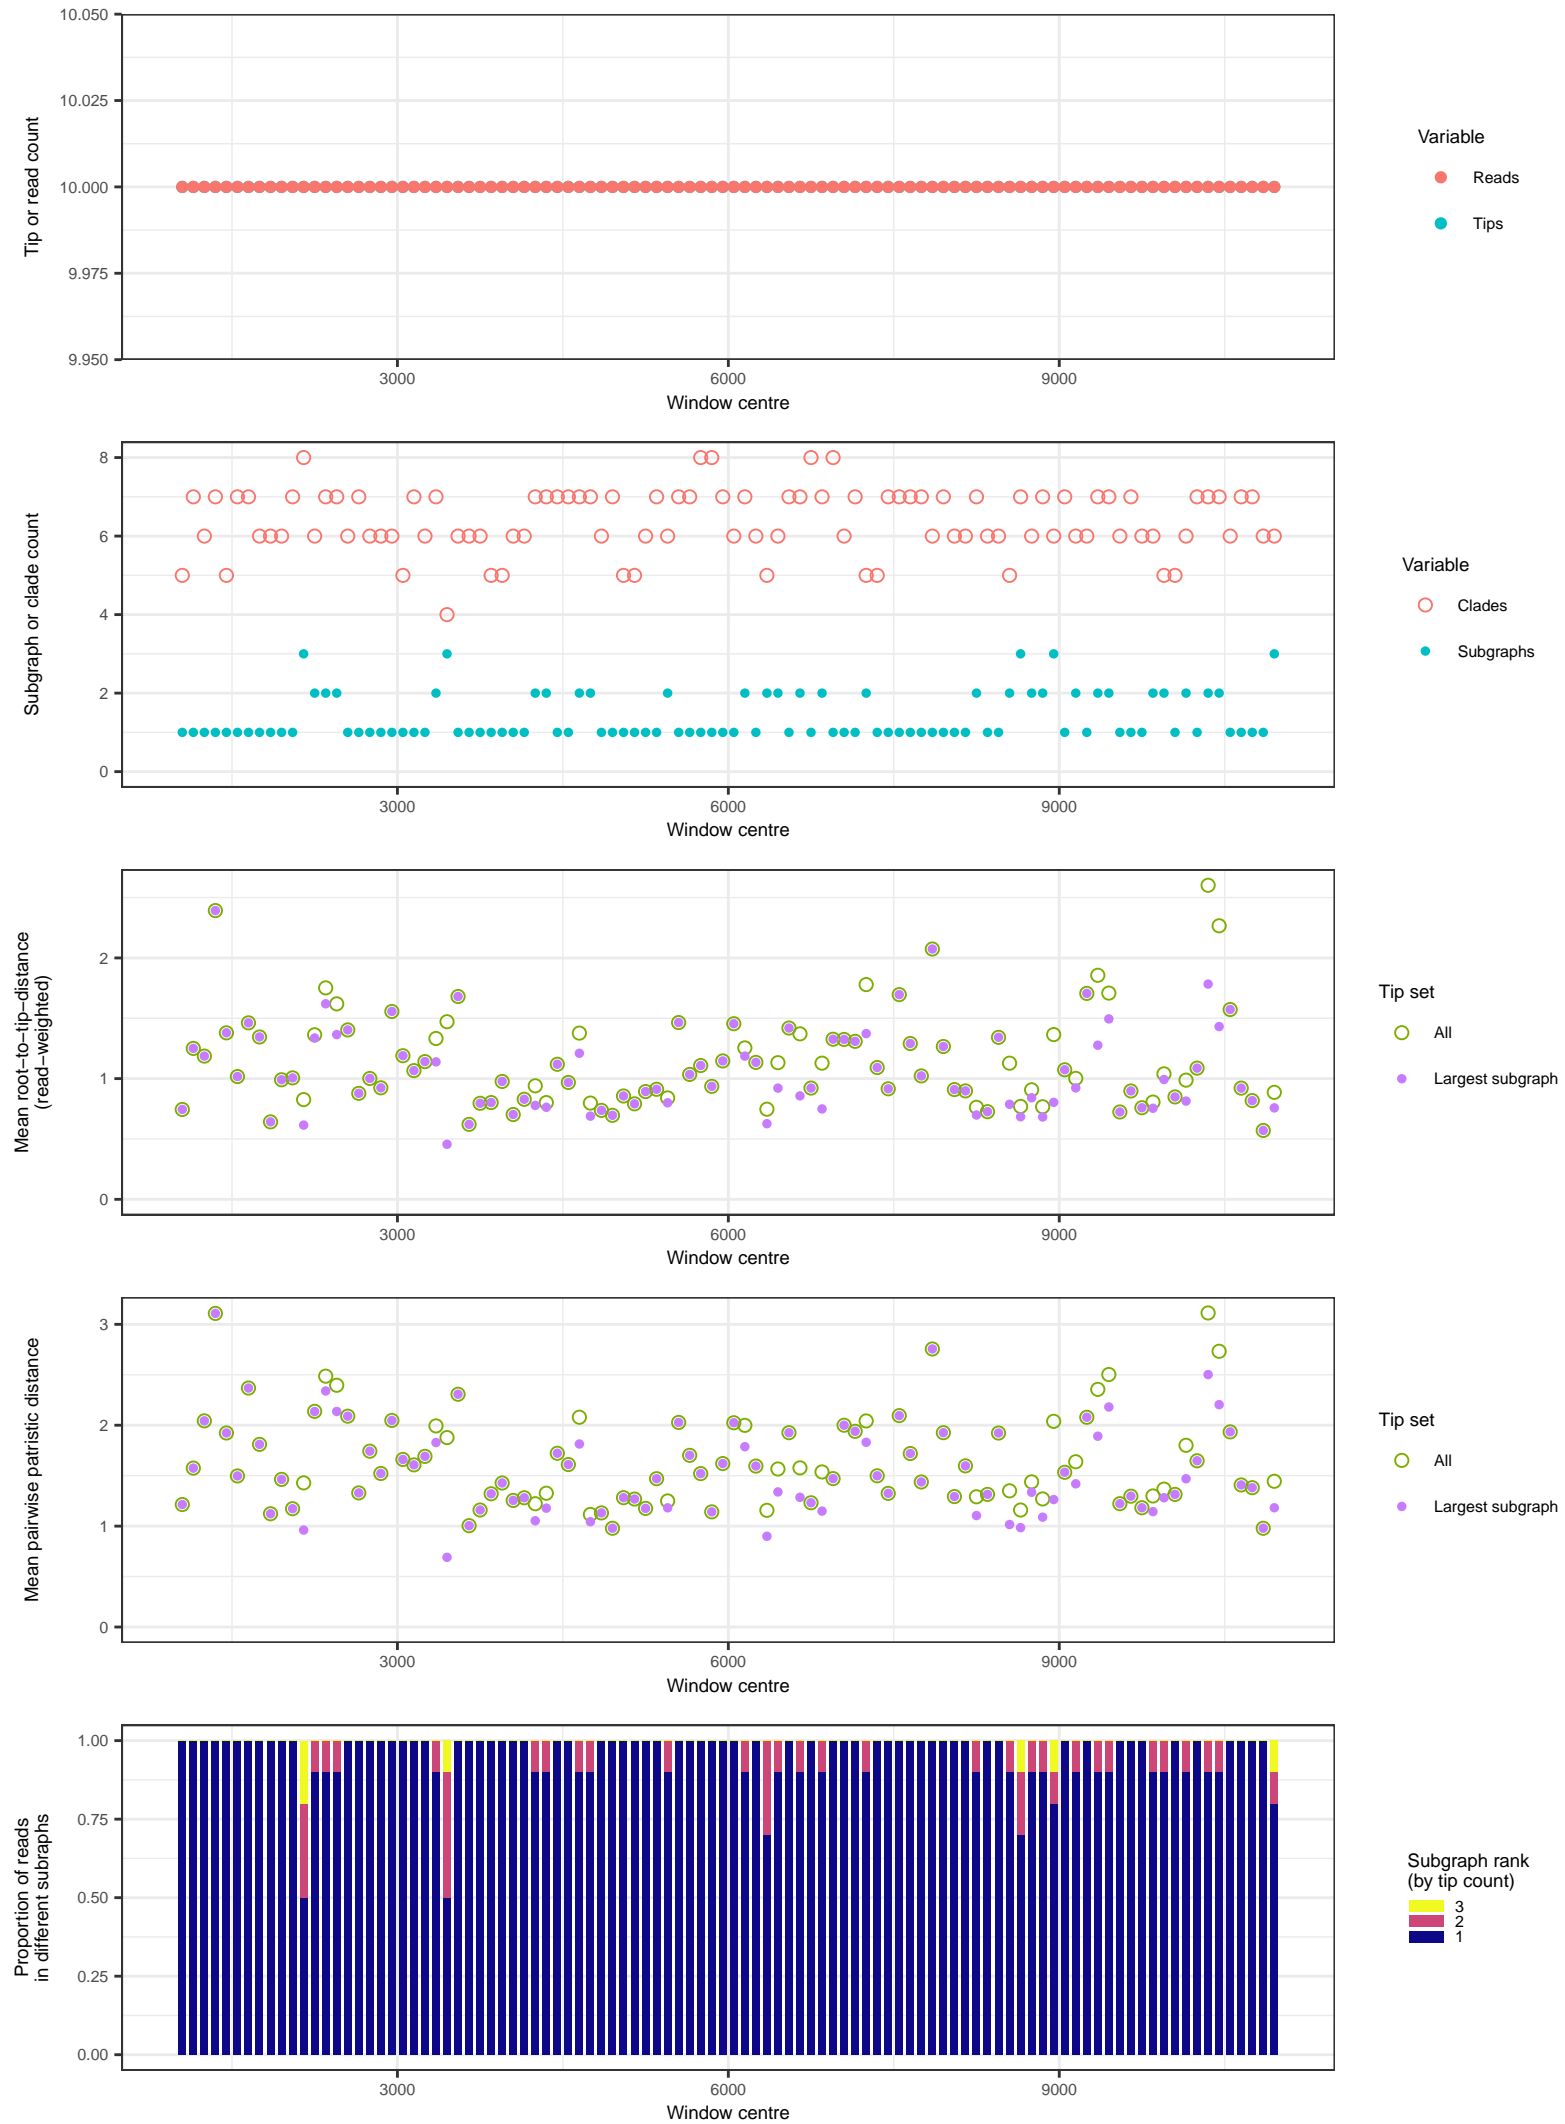 10.050
10.025
10.000
9.975
9.950
Tip or read count
3000
6000
9000
Window centre
Variable
Reads
Tips
8
6
4
2
0
Subgraph or clade count
3000
6000
9000
Window centre
Variable
Clades
Subgraphs
2
1
0
Mean root−to−tip−distance
(read−weighted)
3000
6000
9000
Window centre
Tip set
All
Largest subgraph
3
2
1
0
Mean pairwise patristic distance
3000
6000
9000
Window centre
Tip set
All
Largest subgraph
1.00
0.75
0.50
0.25
0.00
Proportion of reads
in different subraphs
3000
6000
9000
Window centre
Subgraph rank
(by tip count)
3
2
1